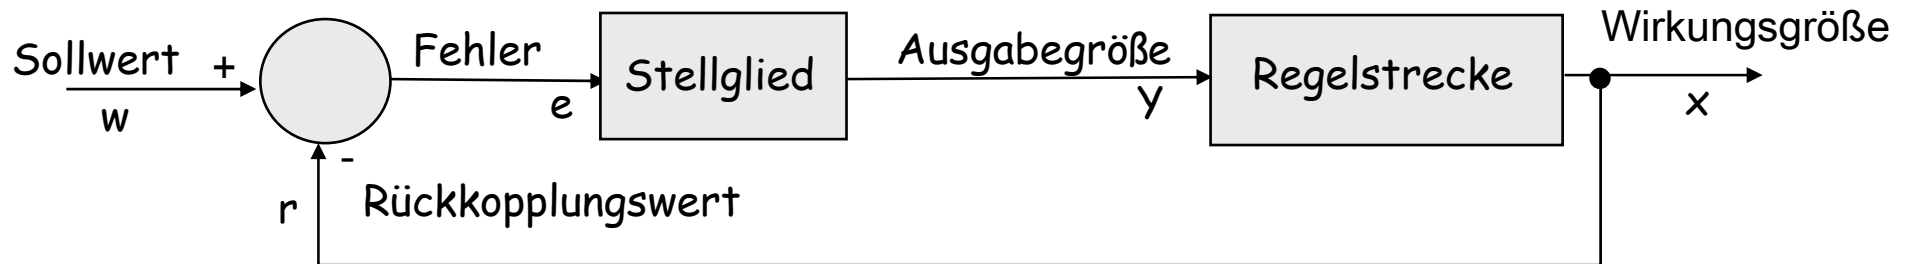 Sollwert
+
w
Fehler
e
Stellglied
Ausgabegröße
y
Regelstrecke
Wirkungsgröße
x
-
r
Rückkopplungswert